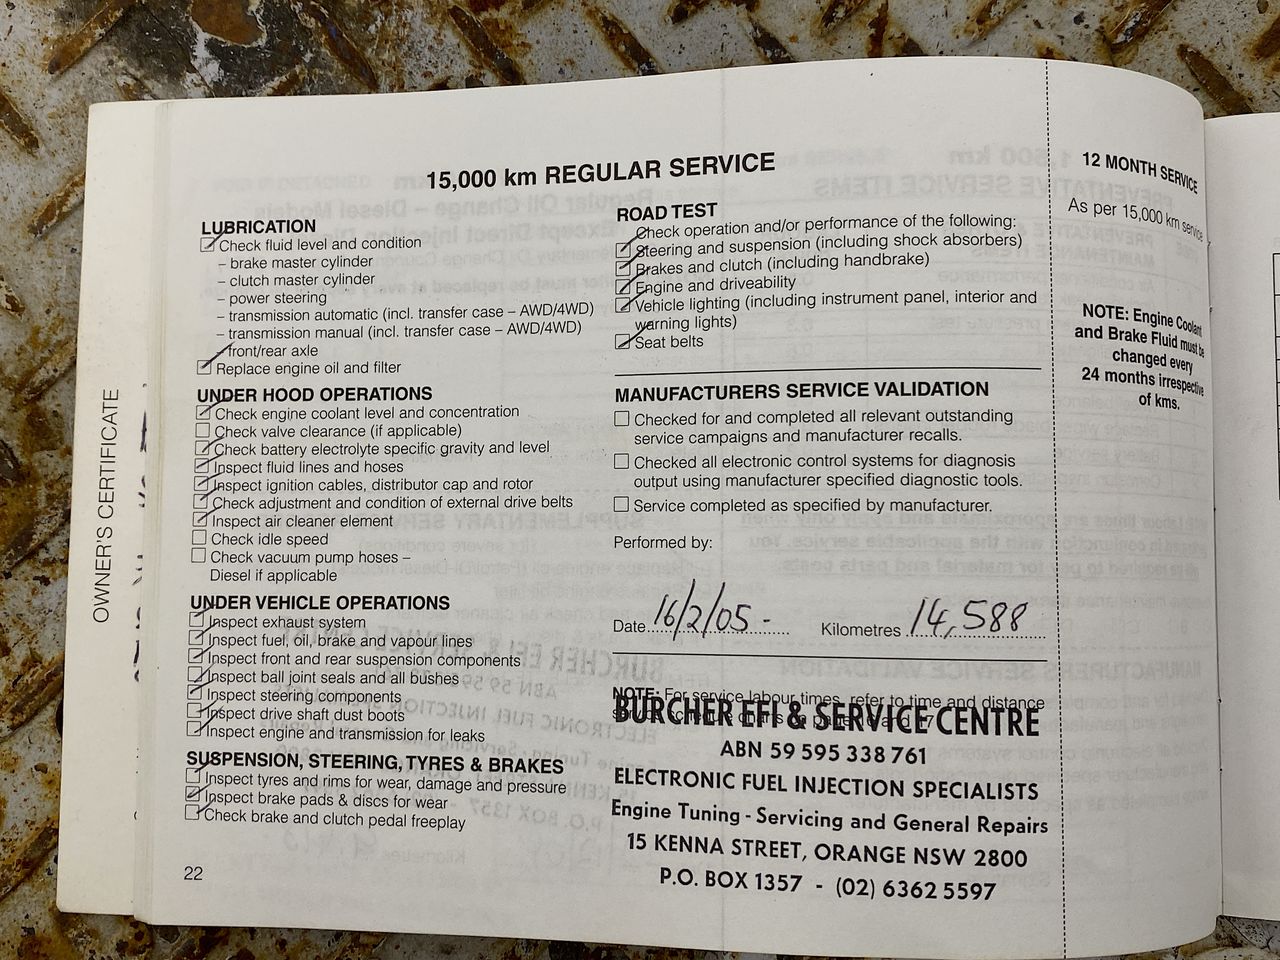 OWNER'S CERTIFICATE
15,000 km REGULAR SERVICE
LUBRICATION
Check fluid level and condition
– brake master cylinder
– clutch master cylinder
– power steering
– transmission automatic (incl. transfer case – AWD/4WD)
– transmission manual (incl. transfer case – AWD/4WD)
front/rear axle
Replace engine oil and filter
UNDER HOOD OPERATIONS
Check engine coolant level and concentration
Check valve clearance (if applicable)
Check battery electrolyte specific gravity and level
Inspect fluid lines and hoses
Inspect ignition cables, distributor cap and rotor
Check adjustment and condition of external drive belts
Inspect air cleaner element
Check idle speed
Check vacuum pump hoses –
Diesel if applicable
UNDER VEHICLE OPERATIONS
Inspect exhaust system
Inspect fuel, oil, brake and vapour lines
Inspect front and rear suspension components
Inspect ball joint seals and all bushes
Inspect steering components
Inspect drive shaft dust boots
Inspect engine and transmission for leaks
SUSPENSION, STEERING, TYRES & BRAKES
Inspect tyres and rims for wear, damage and pressure
Inspect brake pads & discs for wear
Check brake and clutch pedal freeplay
22
ROAD TEST
Check operation and/or performance of the following:
Steering and suspension (including shock absorbers)
Brakes and clutch (including handbrake)
Engine and driveability
Vehicle lighting (including instrument panel, interior and
warning lights)
Seat belts
MANUFACTURERS SERVICE VALIDATION
Checked for and completed all relevant outstanding
service campaigns and manufacturer recalls.
Checked all electronic control systems for diagnosis
output using manufacturer specified diagnostic tools.
Service completed as specified by manufacturer.
Performed by:
Date 16/2/05 - Kilometres 14,588
NOTE: For service labour times, refer to time and distance
BURCHER EFI & SERVICE CENTRE
ABN 59 595 338 761
ELECTRONIC FUEL INJECTION SPECIALISTS
Engine Tuning - Servicing and General Repairs
15 KENNA STREET, ORANGE NSW 2800
P.O. BOX 1357 - (02) 6362 5597
12 MONTH SERVICE
As per 15,000 km service
NOTE: Engine Coolant
and Brake Fluid must be
changed every
24 months irrespective
of kms.